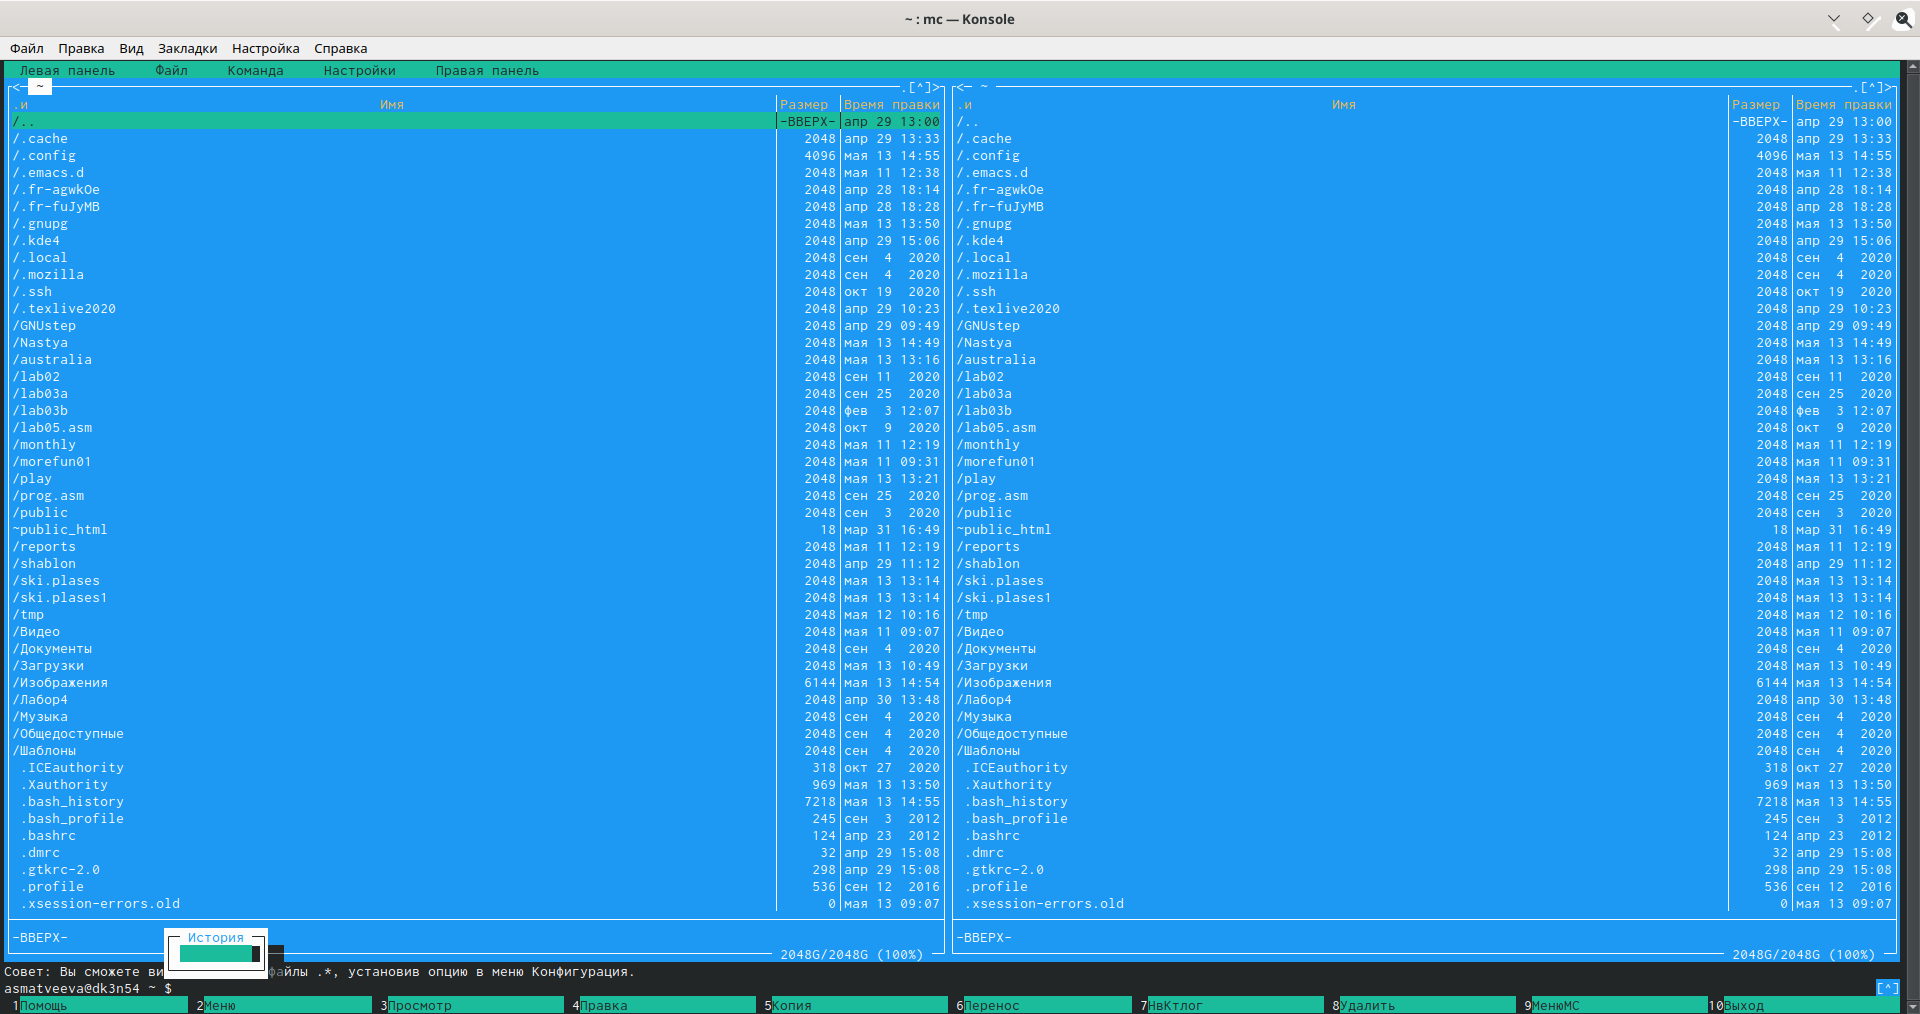 ~ : mc — Konsole
Файл Правка Вид Закладки Настройка Справка
Левая панель Файл Команда Настройки Правая панель
<─ ~ ─.[^]> <─ ~ ─.[^]>
.и Имя Размер Время правки .и Имя Размер Время правки
/.. -ВВЕРХ- апр 29 13:00 /.. -ВВЕРХ- апр 29 13:00
/.cache 2048 апр 29 13:33 /.cache 2048 апр 29 13:33
/.config 4096 мая 13 14:55 /.config 4096 мая 13 14:55
/.emacs.d 2048 мая 11 12:38 /.emacs.d 2048 мая 11 12:38
/.fr-agwkOe 2048 апр 28 18:14 /.fr-agwkOe 2048 апр 28 18:14
/.fr-fuJyMB 2048 апр 28 18:28 /.fr-fuJyMB 2048 апр 28 18:28
/.gnupg 2048 мая 13 13:50 /.gnupg 2048 мая 13 13:50
/.kde4 2048 апр 29 15:06 /.kde4 2048 апр 29 15:06
/.local 2048 сен 4 2020 /.local 2048 сен 4 2020
/.mozilla 2048 сен 4 2020 /.mozilla 2048 сен 4 2020
/.ssh 2048 окт 19 2020 /.ssh 2048 окт 19 2020
/.texlive2020 2048 апр 29 10:23 /.texlive2020 2048 апр 29 10:23
/GNUstep 2048 апр 29 09:49 /GNUstep 2048 апр 29 09:49
/Nastya 2048 мая 13 14:49 /Nastya 2048 мая 13 14:49
/australia 2048 мая 13 13:16 /australia 2048 мая 13 13:16
/lab02 2048 сен 11 2020 /lab02 2048 сен 11 2020
/lab03a 2048 сен 25 2020 /lab03a 2048 сен 25 2020
/lab03b 2048 фев 3 12:07 /lab03b 2048 фев 3 12:07
/lab05.asm 2048 окт 9 2020 /lab05.asm 2048 окт 9 2020
/monthly 2048 мая 11 12:19 /monthly 2048 мая 11 12:19
/morefun01 2048 мая 11 09:31 /morefun01 2048 мая 11 09:31
/play 2048 мая 13 13:21 /play 2048 мая 13 13:21
/prog.asm 2048 сен 25 2020 /prog.asm 2048 сен 25 2020
/public 2048 сен 3 2020 /public 2048 сен 3 2020
~public_html 18 мар 31 16:49 ~public_html 18 мар 31 16:49
/reports 2048 мая 11 12:19 /reports 2048 мая 11 12:19
/shablon 2048 апр 29 11:12 /shablon 2048 апр 29 11:12
/ski.plases 2048 мая 13 13:14 /ski.plases 2048 мая 13 13:14
/ski.plases1 2048 мая 13 13:14 /ski.plases1 2048 мая 13 13:14
/tmp 2048 мая 12 10:16 /tmp 2048 мая 12 10:16
/Видео 2048 мая 11 09:07 /Видео 2048 мая 11 09:07
/Документы 2048 сен 4 2020 /Документы 2048 сен 4 2020
/Загрузки 2048 мая 13 10:49 /Загрузки 2048 мая 13 10:49
/Изображения 6144 мая 13 14:54 /Изображения 6144 мая 13 14:54
/Лабор4 2048 апр 30 13:48 /Лабор4 2048 апр 30 13:48
/Музыка 2048 сен 4 2020 /Музыка 2048 сен 4 2020
/Общедоступные 2048 сен 4 2020 /Общедоступные 2048 сен 4 2020
/Шаблоны 2048 сен 4 2020 /Шаблоны 2048 сен 4 2020
.ICEauthority 318 окт 27 2020 .ICEauthority 318 окт 27 2020
.Xauthority 969 мая 13 13:50 .Xauthority 969 мая 13 13:50
.bash_history 7218 мая 13 14:55 .bash_history 7218 мая 13 14:55
.bash_profile 245 сен 3 2012 .bash_profile 245 сен 3 2012
.bashrc 124 апр 23 2012 .bashrc 124 апр 23 2012
.dmrc 32 апр 29 15:08 .dmrc 32 апр 29 15:08
.gtkrc-2.0 298 апр 29 15:08 .gtkrc-2.0 298 апр 29 15:08
.profile 536 сен 12 2016 .profile 536 сен 12 2016
.xsession-errors.old 0 мая 13 09:07 .xsession-errors.old 0 мая 13 09:07
-ВВЕРХ- История -ВВЕРХ-
2048G/2048G (100%) 2048G/2048G (100%)
Совет: Вы сможете ви файлы .*, установив опцию в меню Конфигурация.
asmatveeva@dk3n54 ~ $ [^]
1Помощь 2Меню 3Просмотр 4Правка 5Копия 6Перенос 7НвКтлог 8Удалить 9МенюМС 10Выход